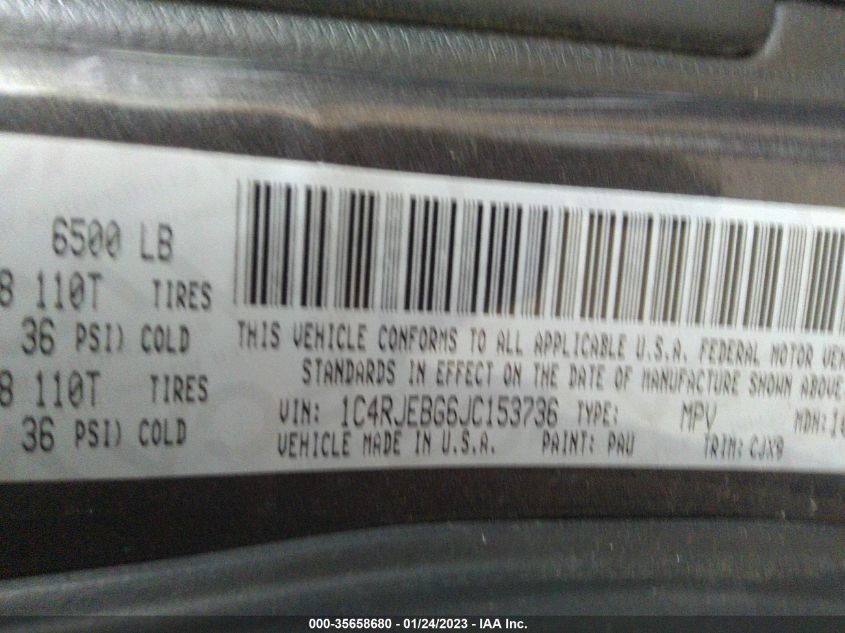 6500 LB
8 110T TIRES
36 PSI) COLD
8 110T TIRES
36 PSI) COLD
THIS VEHICLE CONFORMS TO ALL APPLICABLE U.S.A. FEDERAL MOTOR VEH
STANDARDS IN EFFECT ON THE DATE OF MANUFACTURE SHOWN ABOVE
VIN: 1C4RJEBG6JC153736 TYPE: MPV MDH:
VEHICLE MADE IN U.S.A. PAINT: PAU TRIM: CJX9
000-35658680 - 01/24/2023 - IAA Inc.